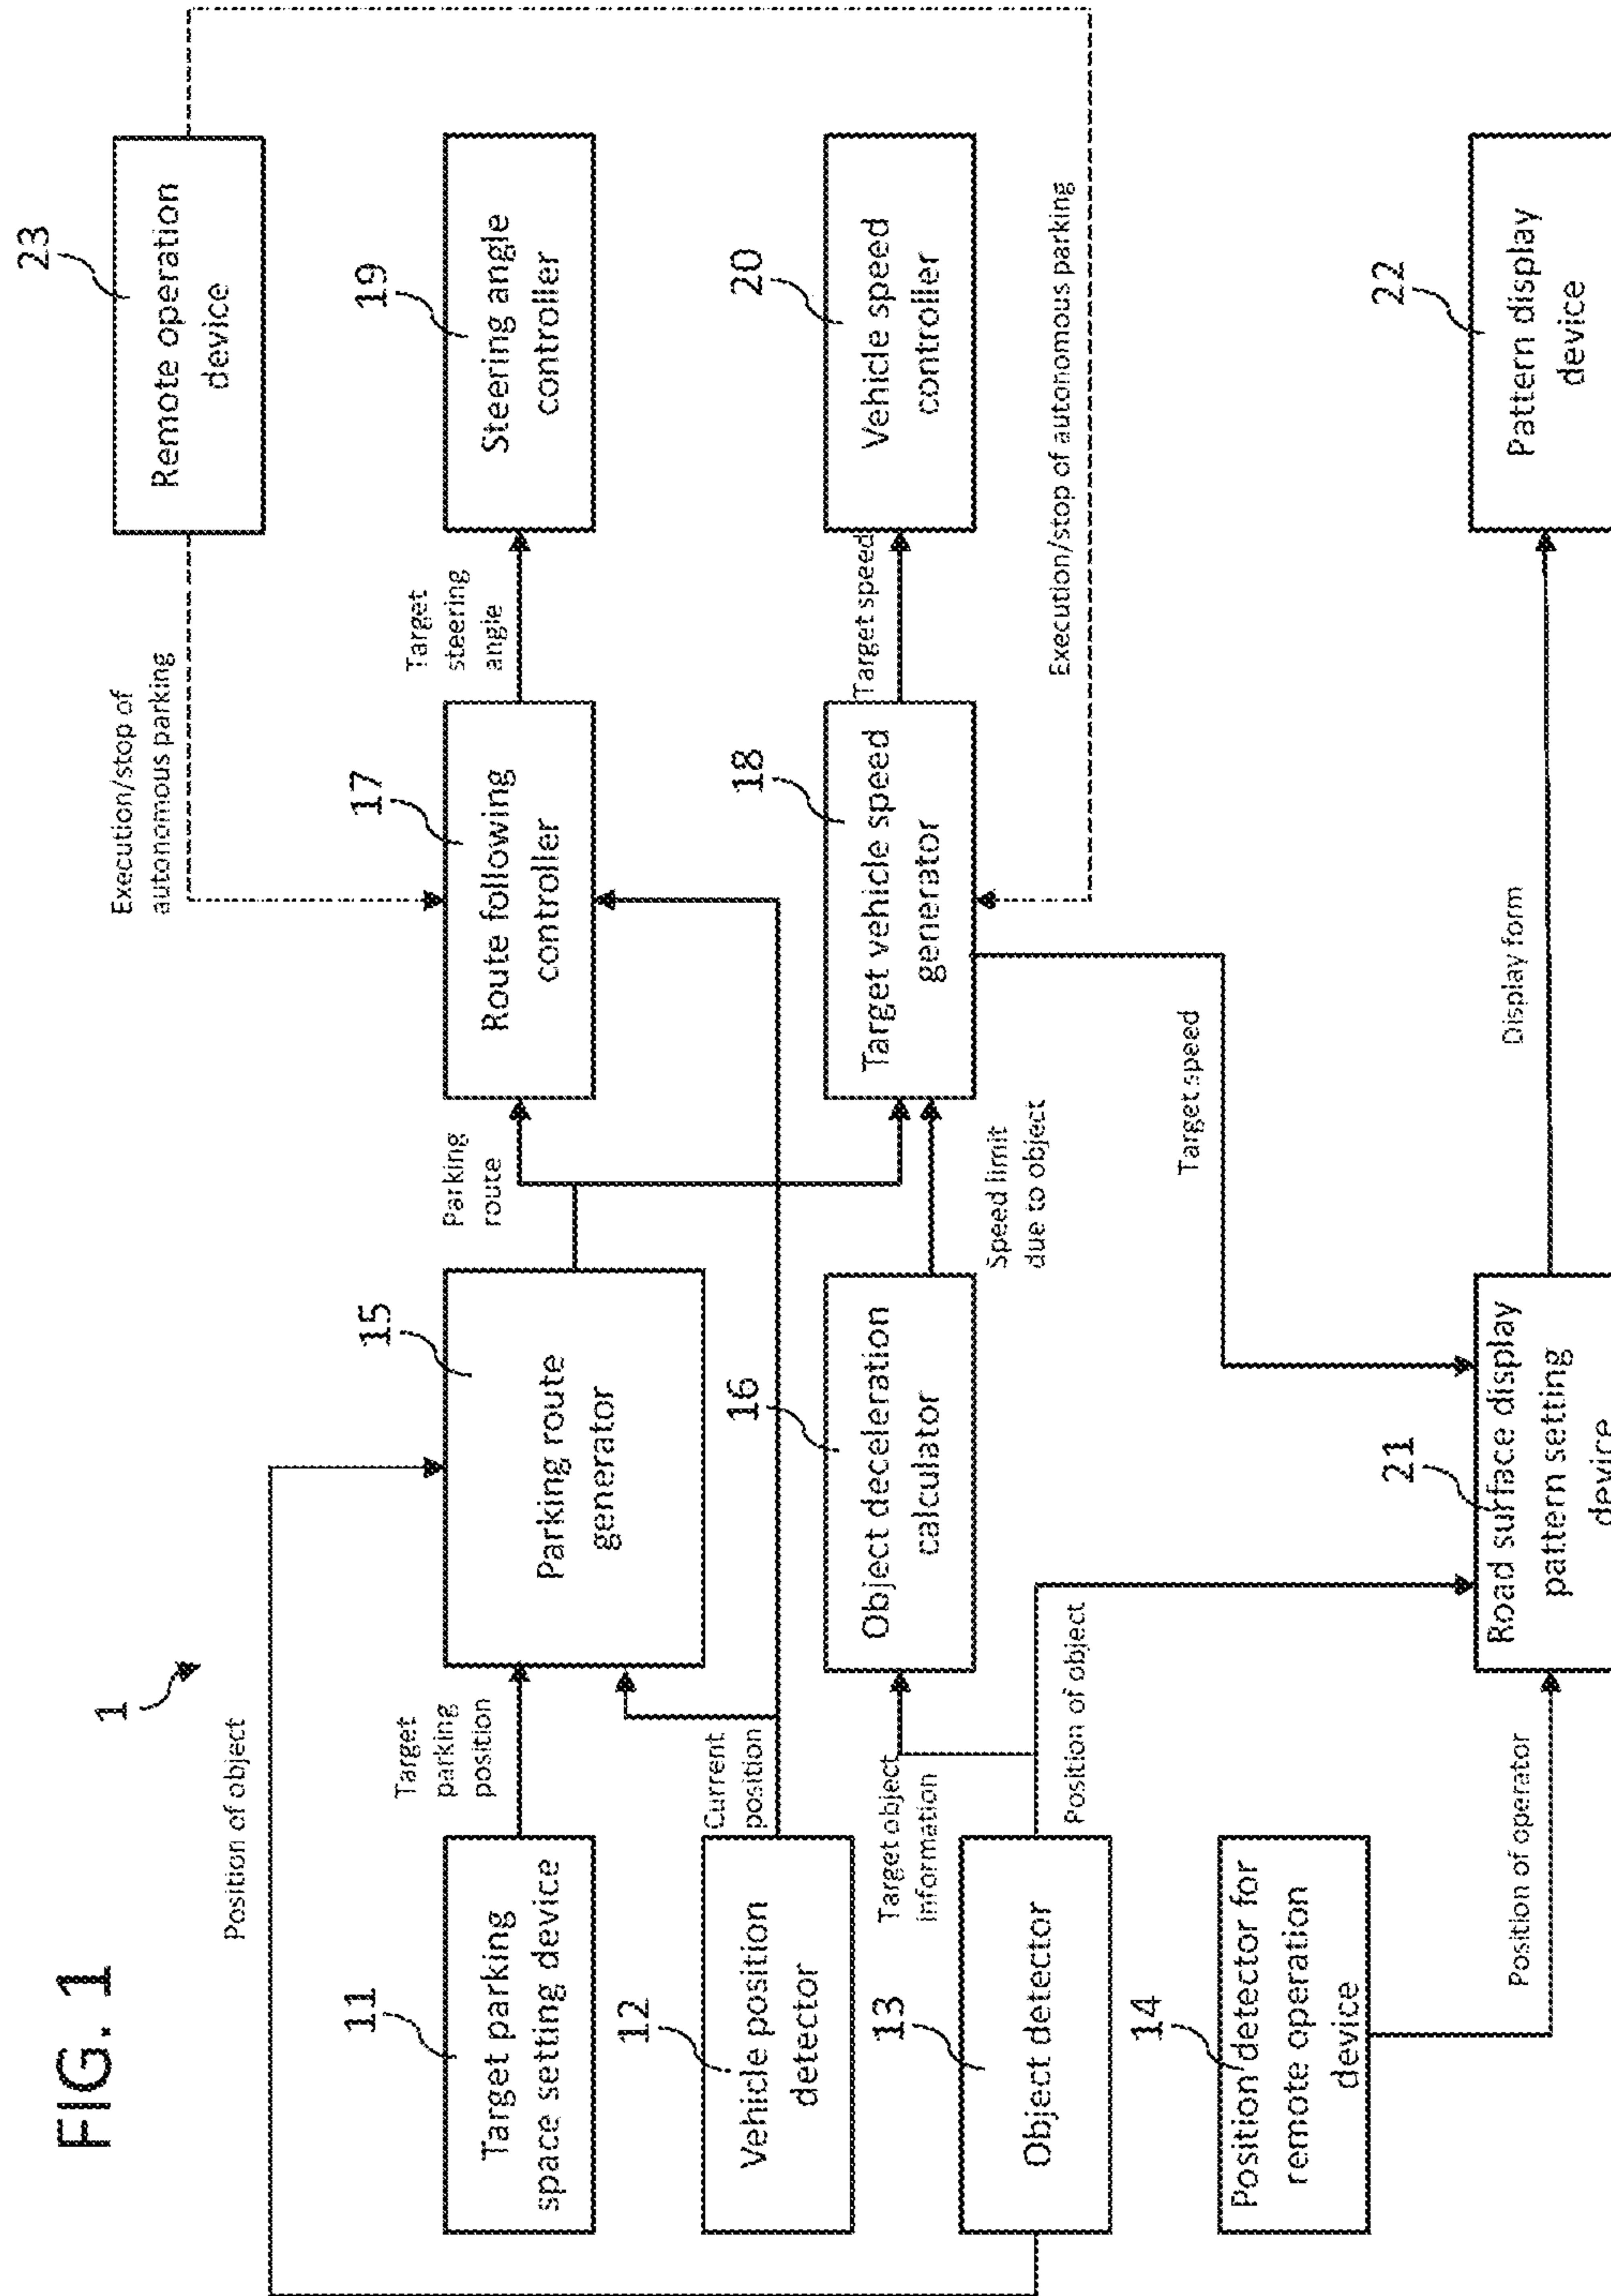 FIG. 1
1
Position of object
11
Target parking
space setting device
Target
parking
position
12
Vehicle position
detector
Current
position
13
Object detector
Target object
information
Position of object
14
Position detector for
remote operation
device
Position of operator
15
Parking route
generator
Parking
route
16
Object deceleration
calculator
Speed limit
due to object
21
Road surface display
pattern setting
device
17
Route following
controller
Execution/stop of
autonomous parking
Target
steering
angle
18
Target vehicle speed
generator
Target speed
Target speed
Execution/stop of autonomous parking
Display form
23
Remote operation
device
19
Steering angle
controller
20
Vehicle speed
controller
22
Pattern display
device